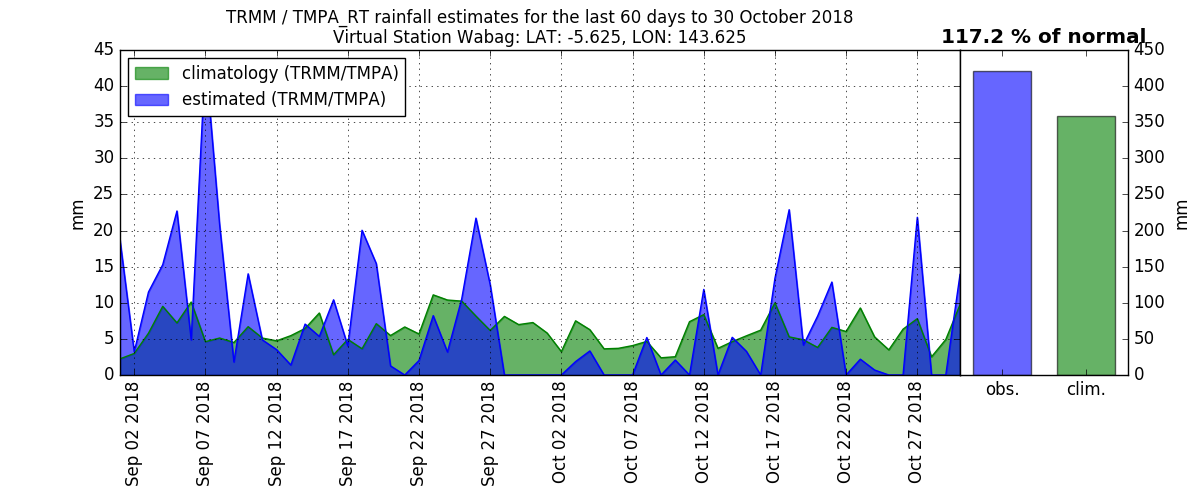 TRMM / TMPA_RT rainfall estimates for the last 60 days to 30 October 2018
Virtual Station Wabag: LAT: -5.625, LON: 143.625
117.2 % of normal
climatology (TRMM/TMPA)
estimated (TRMM/TMPA)
mm
45
40
35
30
25
20
15
10
5
0
Sep 02 2018
Sep 07 2018
Sep 12 2018
Sep 17 2018
Sep 22 2018
Sep 27 2018
Oct 02 2018
Oct 07 2018
Oct 12 2018
Oct 17 2018
Oct 22 2018
Oct 27 2018
obs.
clim.
450
400
350
300
250
200
150
100
50
0
mm